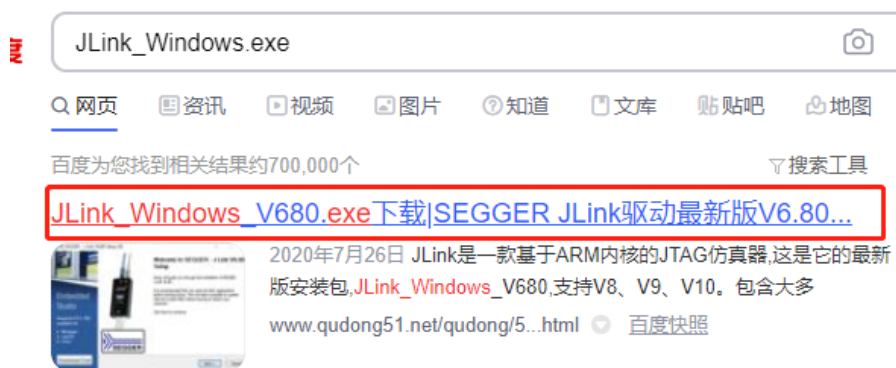 JLink_Windows.exe
网页 资讯 视频 图片 知道 文库 贴吧 地图
百度为您找到相关结果约700,000个 搜索工具
JLink_Windows_V680.exe下载|SEGGER JLink驱动最新版V6.80...
2020年7月26日 JLink是一款基于ARM内核的JTAG仿真器,这是它的最新
版安装包,JLink_Windows_V680,支持V8、V9、V10。包含大多
www.qudong51.net/qudong/5...html 百度快照